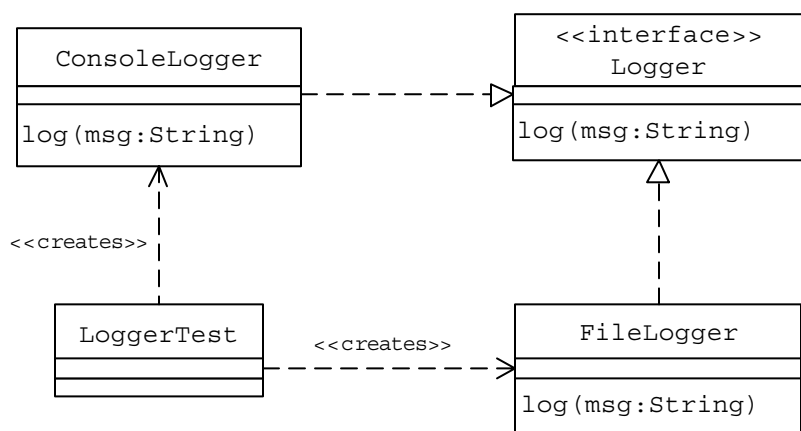 ConsoleLogger
log(msg:String)
<<interface>>
Logger
log(msg:String)
<<creates>>
LoggerTest
<<creates>>
FileLogger
log(msg:String)